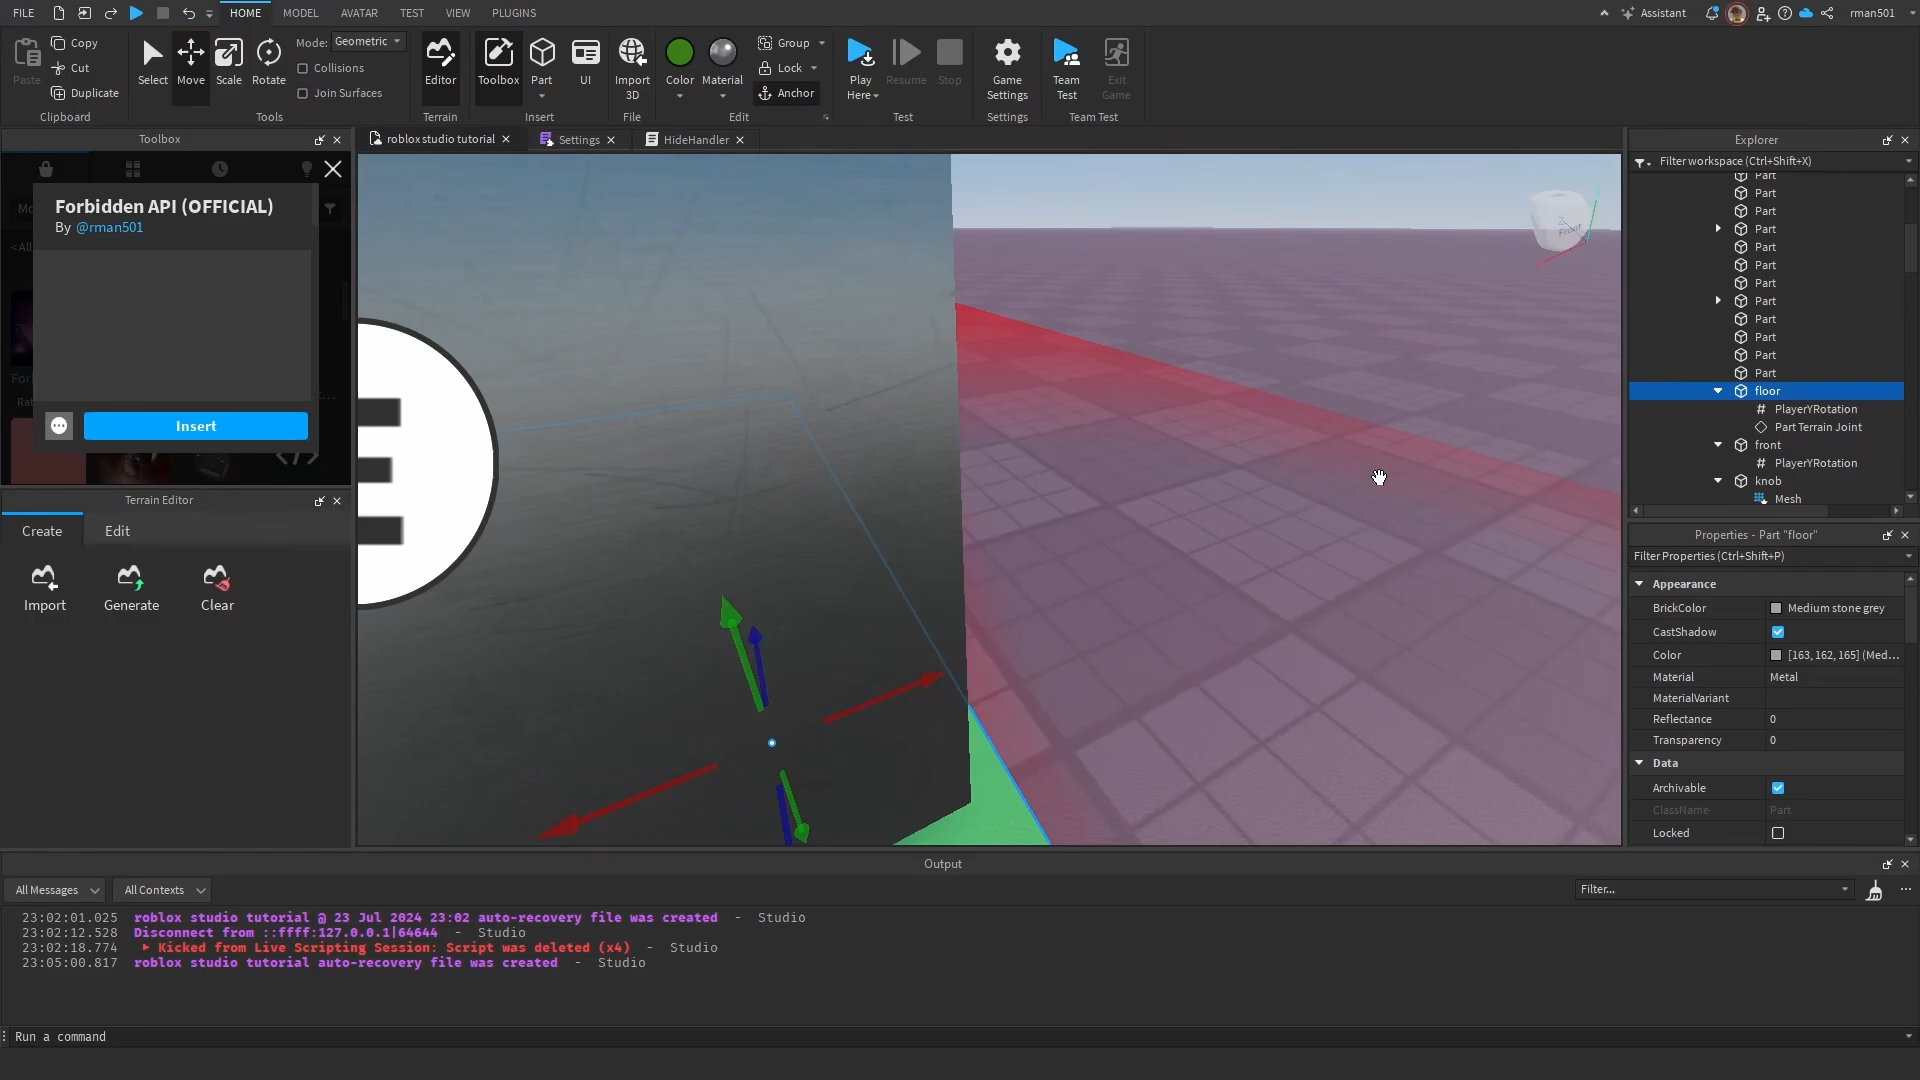 FILE
HOME
MODEL
AVATAR
TEST
VIEW
PLUGINS
Assistant
rman501
Paste
Copy
Cut
Duplicate
Clipboard
Select
Move
Scale
Rotate
Mode: Geometric
Collisions
Join Surfaces
Tools
Editor
Terrain
Toolbox
Part
UI
Insert
Import 3D
File
Color
Material
Group
Lock
Anchor
Edit
Play Here
Resume
Stop
Test
Game Settings
Settings
Team Test
Exit Game
Team Test
Toolbox
roblox studio tutorial
Settings
HideHandler
Forbidden API (OFFICIAL)
By @rman501
Insert
Terrain Editor
Create
Edit
Import
Generate
Clear
E
Z
Front
Explorer
Filter workspace (Ctrl+Shift+X)
Part
Part
Part
Part
Part
Part
Part
Part
Part
Part
Part
Part
floor
PlayerYRotation
Part Terrain Joint
front
PlayerYRotation
knob
Mesh
Properties - Part "floor"
Filter Properties (Ctrl+Shift+P)
Appearance
BrickColor Medium stone grey
CastShadow
Color [163, 162, 165] (Med...
Material Metal
MaterialVariant
Reflectance 0
Transparency 0
Data
Archivable
ClassName Part
Locked
Output
All Messages
All Contexts
Filter...
23:02:01.025 roblox studio tutorial @ 23 Jul 2024 23:02 auto-recovery file was created - Studio
23:02:12.528 Disconnect from ::ffff:127.0.0.1|64644 - Studio
23:02:18.774 Kicked from Live Scripting Session: Script was deleted (x4) - Studio
23:05:00.817 roblox studio tutorial auto-recovery file was created - Studio
Run a command